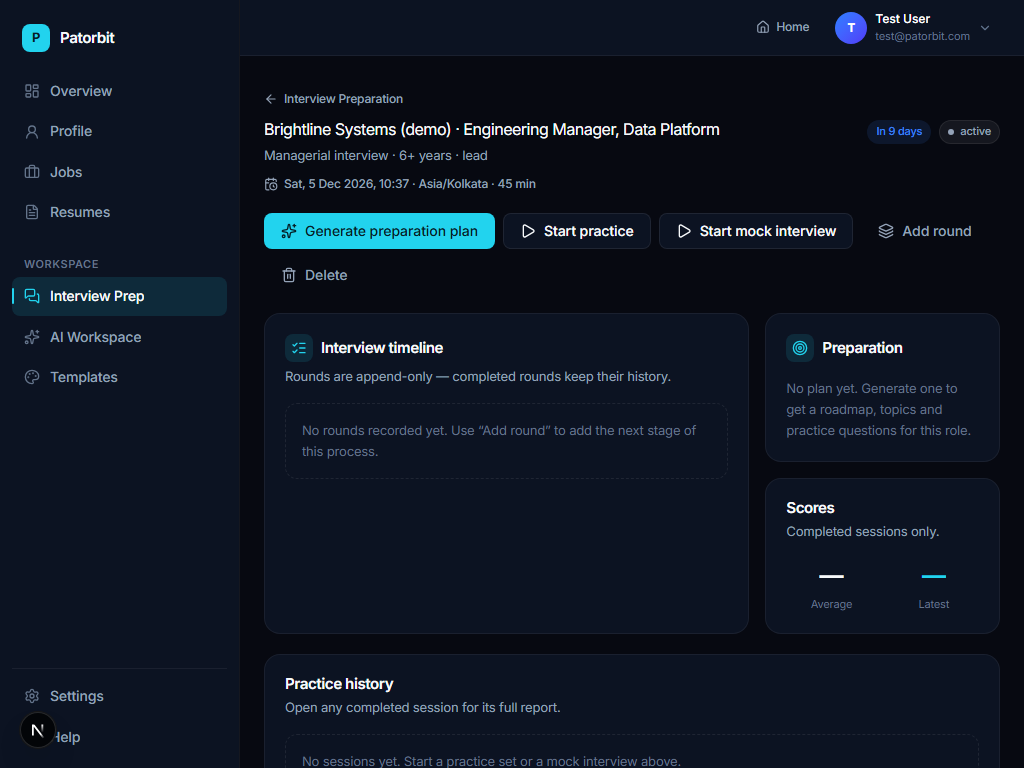 P Patorbit
Home
T
Test User
test@patorbit.com
Overview
Profile
Jobs
Resumes
WORKSPACE
Interview Prep
AI Workspace
Templates
Settings
N
Help
Interview Preparation
Brightline Systems (demo) · Engineering Manager, Data Platform
In 9 days
active
Managerial interview · 6+ years · lead
Sat, 5 Dec 2026, 10:37 · Asia/Kolkata · 45 min
Generate preparation plan
Start practice
Start mock interview
Add round
Delete
Interview timeline
Rounds are append-only — completed rounds keep their history.
No rounds recorded yet. Use “Add round” to add the next stage of
this process.
Preparation
No plan yet. Generate one to
get a roadmap, topics and
practice questions for this role.
Scores
Completed sessions only.
— —
Average Latest
Practice history
Open any completed session for its full report.
No sessions yet. Start a practice set or a mock interview above.